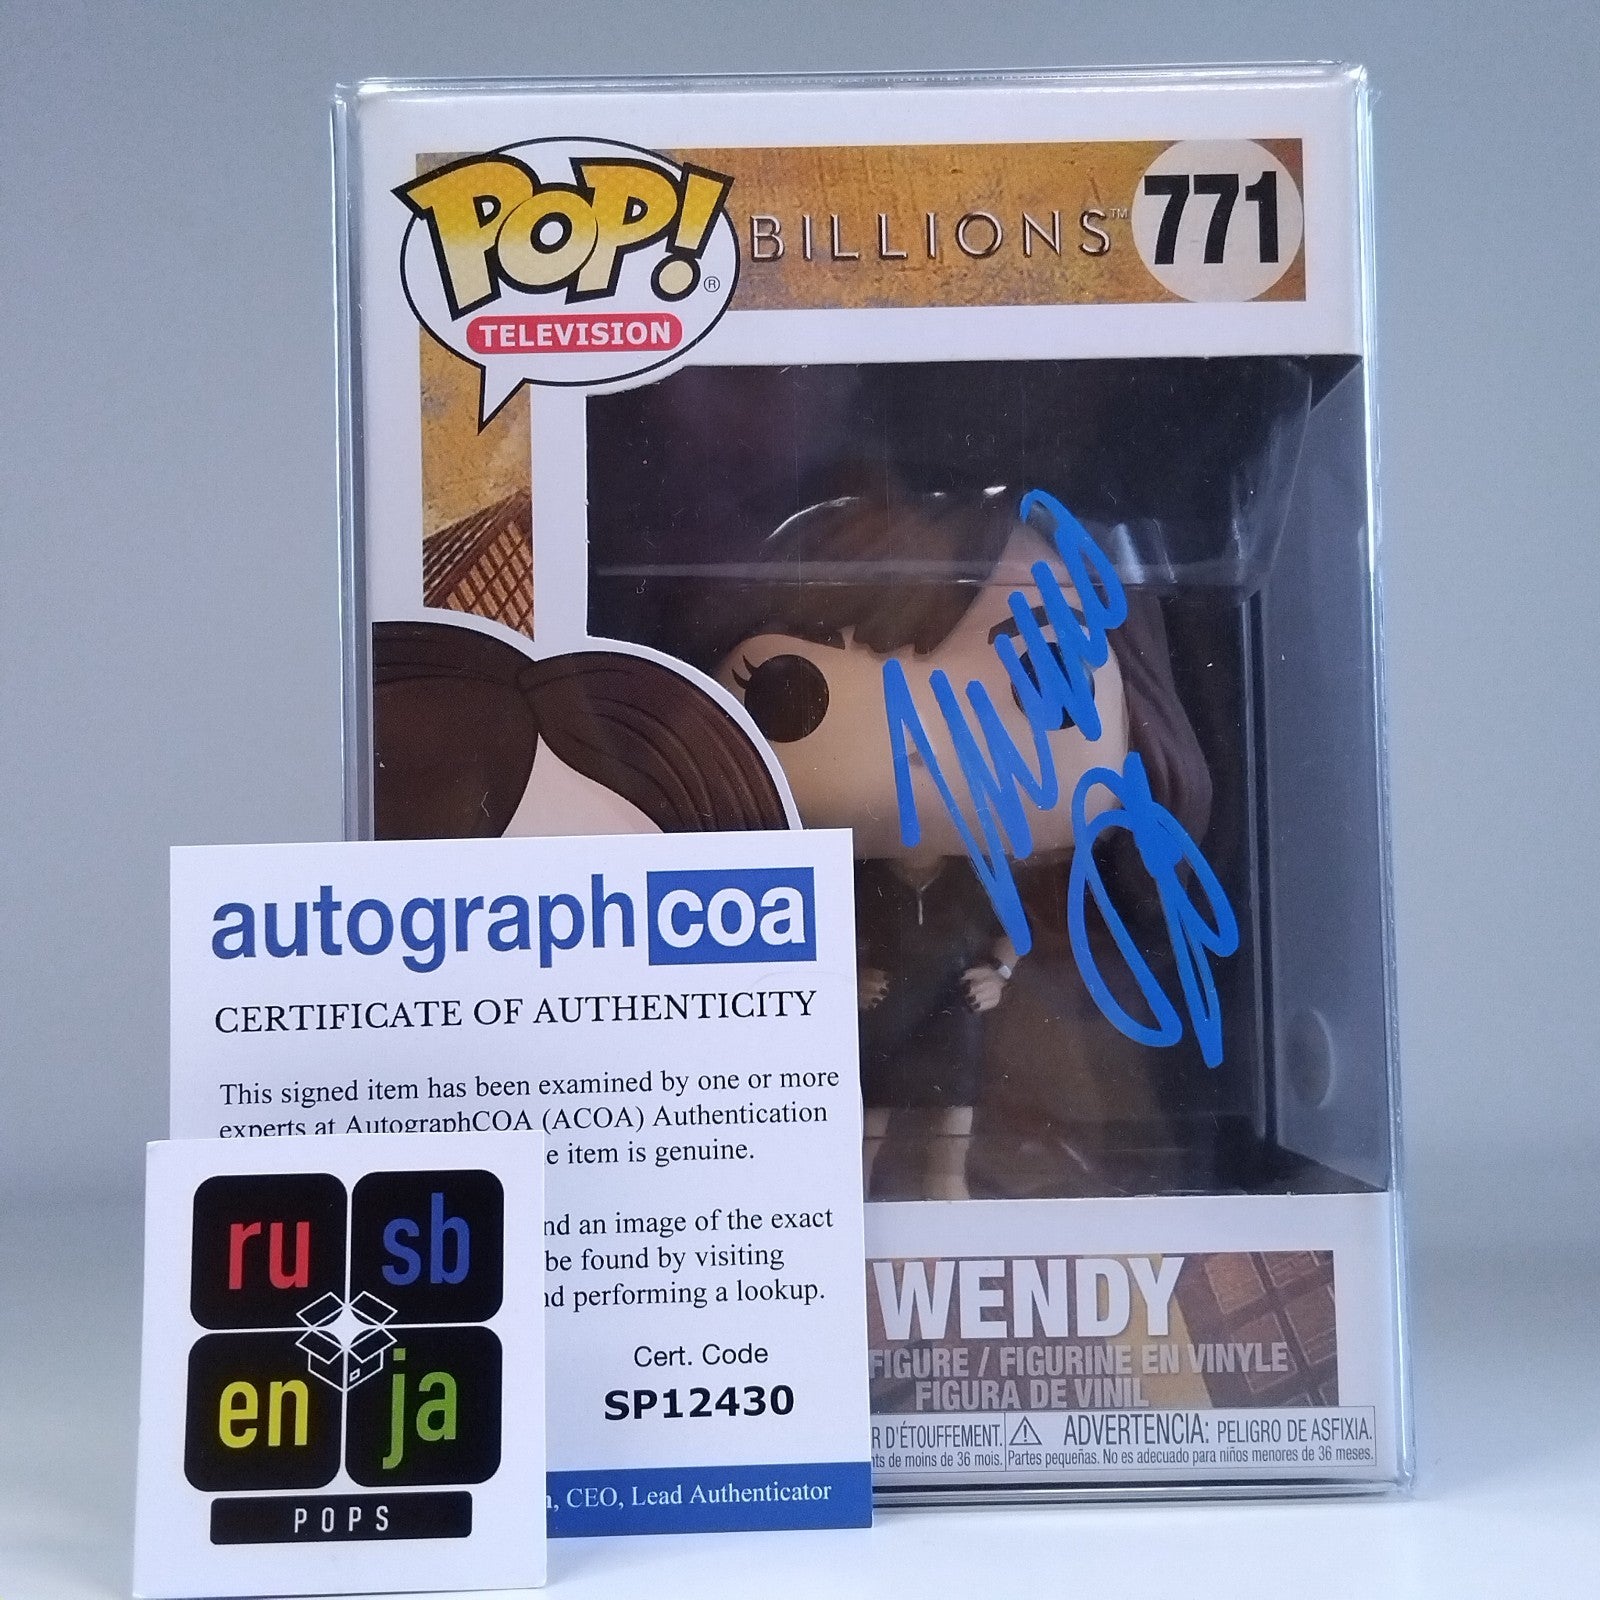 POP!
®
TELEVISION
BILLIONS™
771
autograph coa
CERTIFICATE OF AUTHENTICITY
This signed item has been examined by one or more
experts at AutographCOA (ACOA) Authentication
e item is genuine.
nd an image of the exact
be found by visiting
nd performing a lookup.
Cert. Code
SP12430
, CEO, Lead Authenticator
ru sb
en ja
POPS
WENDY
FIGURE / FIGURINE EN VINYLE
FIGURA DE VINIL
R D'ÉTOUFFEMENT.
ts de moins de 36 mois.
ADVERTENCIA: PELIGRO DE ASFIXIA.
Partes pequeñas. No es adecuado para niños menores de 36 meses.